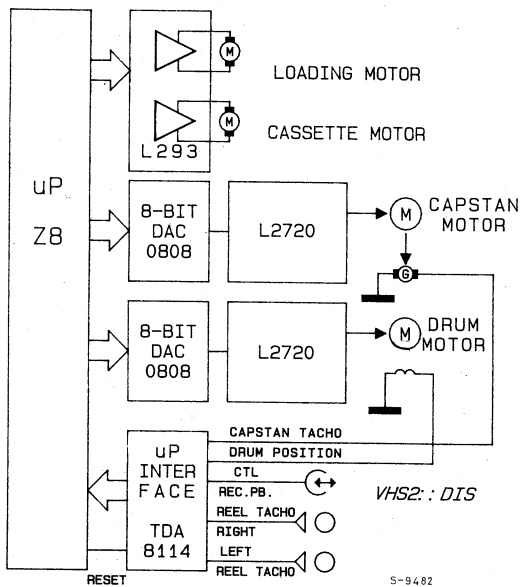 LOADING MOTOR
M
CASSETTE MOTOR
M
L293
uP
Z8
8-BIT
DAC
0808
L2720
M
CAPSTAN
MOTOR
G
8-BIT
DAC
0808
L2720
M
DRUM
MOTOR
CAPSTAN TACHO
DRUM POSITION
uP
INTER
FACE
TDA
8114
CTL
REC.PB.
REEL TACHO
RIGHT
LEFT
REEL TACHO
VHS2::DIS
RESET
S-9482